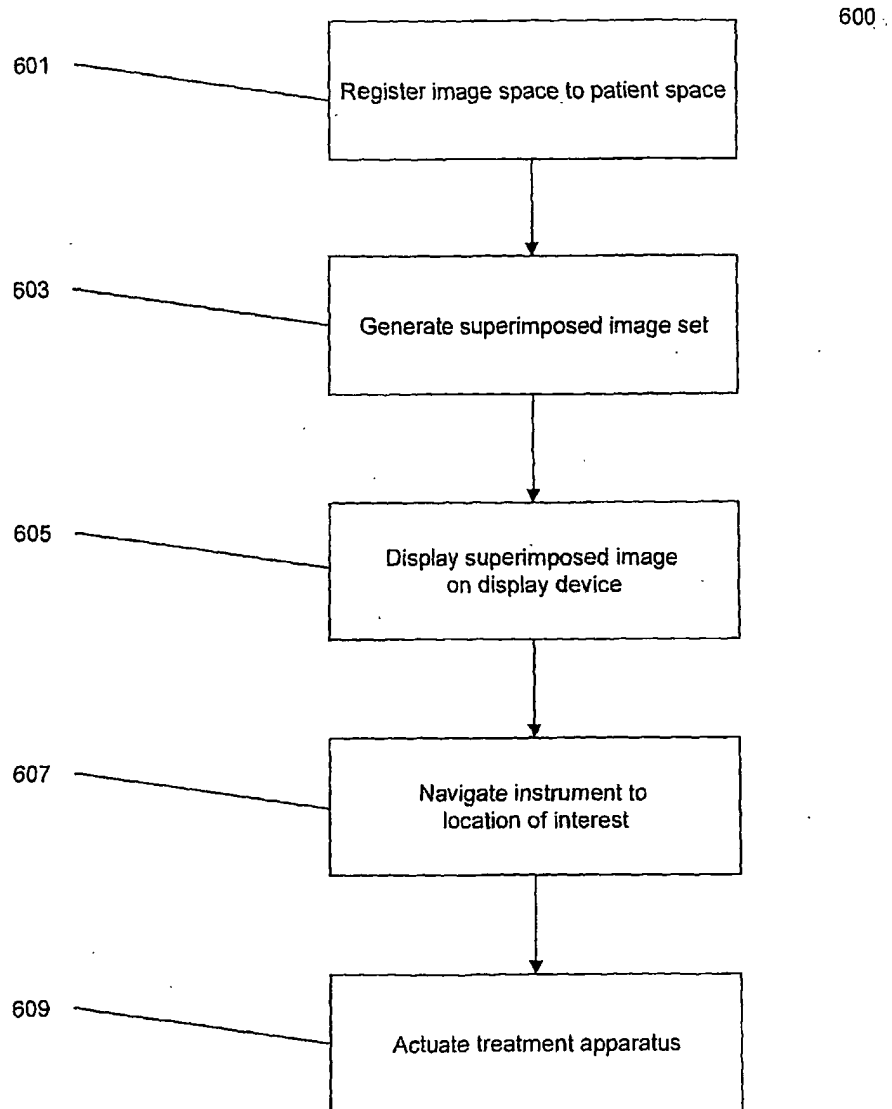 600
601
Register image space to patient space
603
Generate superimposed image set
605
Display superimposed image
on display device
607
Navigate instrument to
location of interest
609
Actuate treatment apparatus